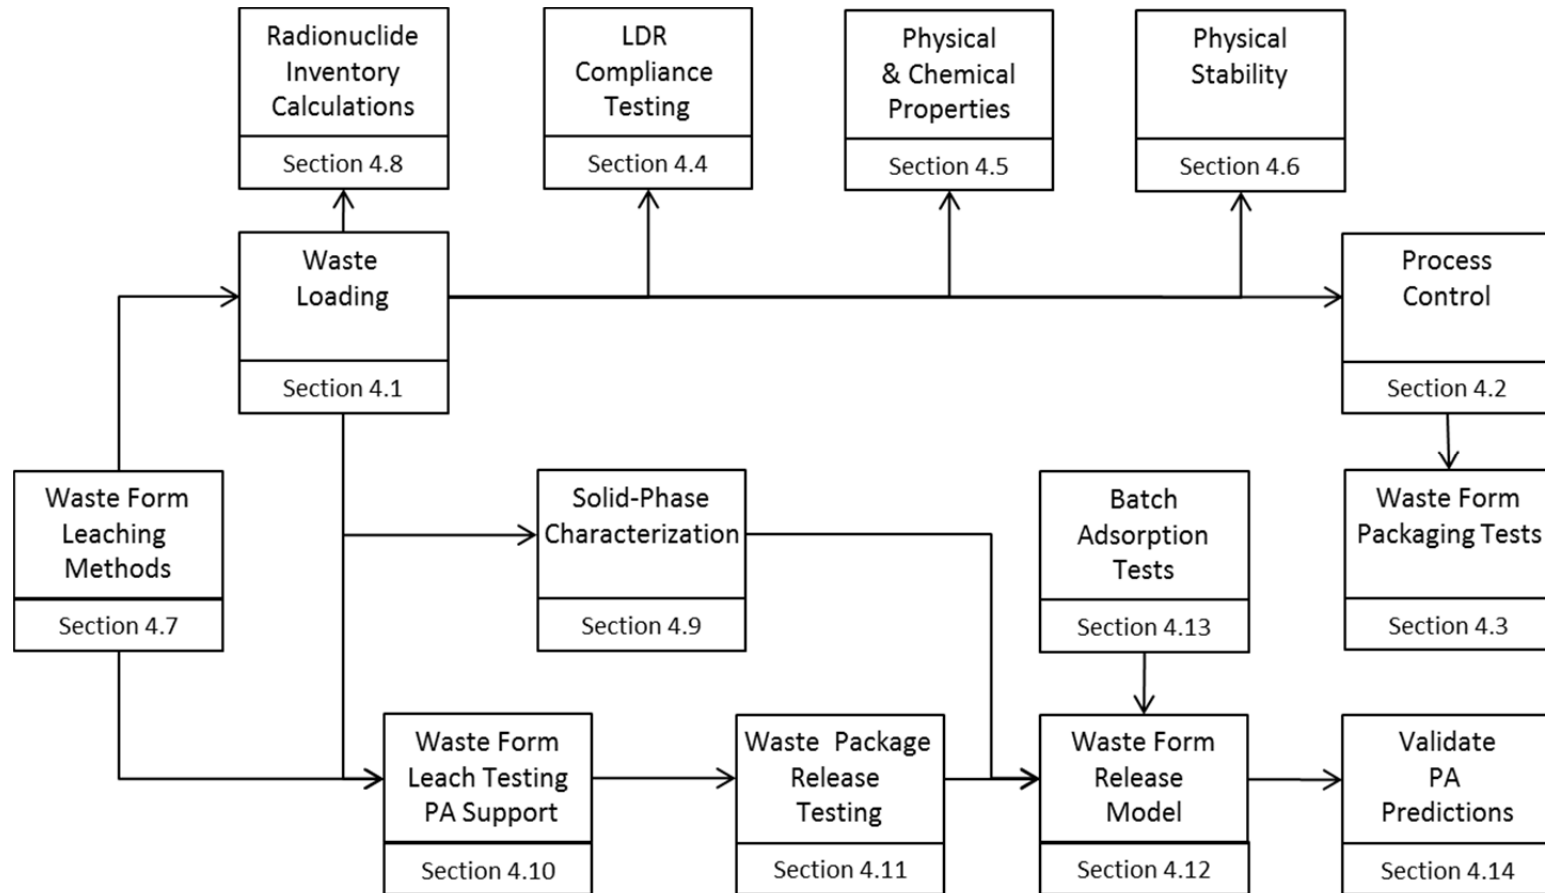 Radionuclide
Inventory
Calculations
Section 4.8
LDR
Compliance
Testing
Section 4.4
Physical
& Chemical
Properties
Section 4.5
Physical
Stability
Section 4.6
Waste
Loading
Section 4.1
Process
Control
Section 4.2
Waste Form
Leaching
Methods
Section 4.7
Solid-Phase
Characterization
Section 4.9
Batch
Adsorption
Tests
Section 4.13
Waste Form
Packaging Tests
Section 4.3
Waste Form
Leach Testing
PA Support
Section 4.10
Waste Package
Release
Testing
Section 4.11
Waste Form
Release
Model
Section 4.12
Validate
PA
Predictions
Section 4.14